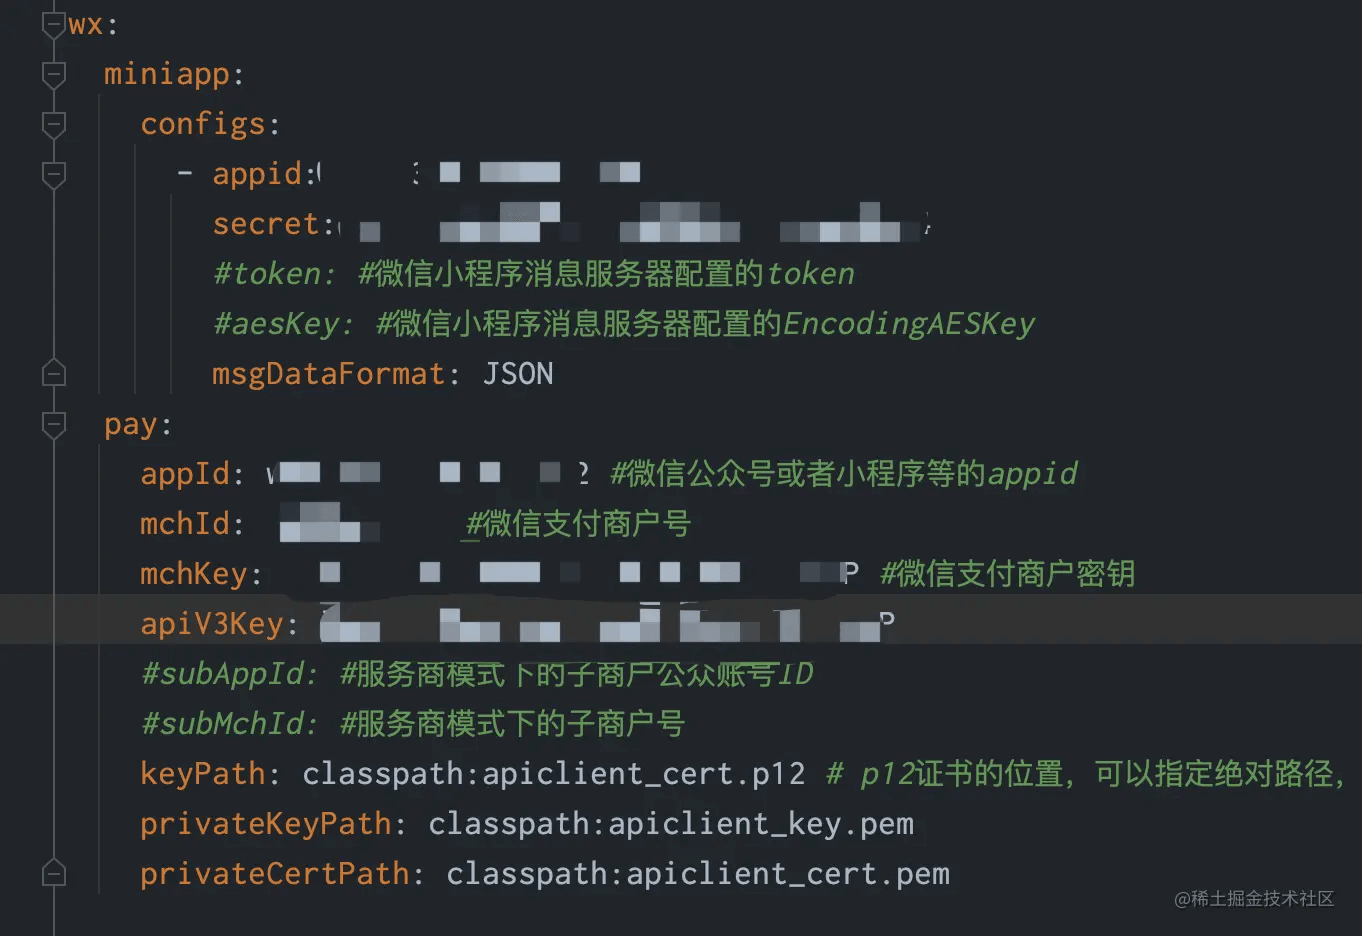 wx:
miniapp:
configs:
- appid:
secret:
#token: #微信小程序消息服务器配置的token
#aesKey: #微信小程序消息服务器配置的EncodingAESKey
msgDataFormat: JSON
pay:
appId: 2 #微信公众号或者小程序等的appid
mchId: #微信支付商户号
mchKey: P #微信支付商户密钥
apiV3Key: P
#subAppId: #服务商模式下的子商户公众账号ID
#subMchId: #服务商模式下的子商户号
keyPath: classpath:apiclient_cert.p12 # p12证书的位置，可以指定绝对路径，
privateKeyPath: classpath:apiclient_key.pem
privateCertPath: classpath:apiclient_cert.pem
@稀土掘金技术社区